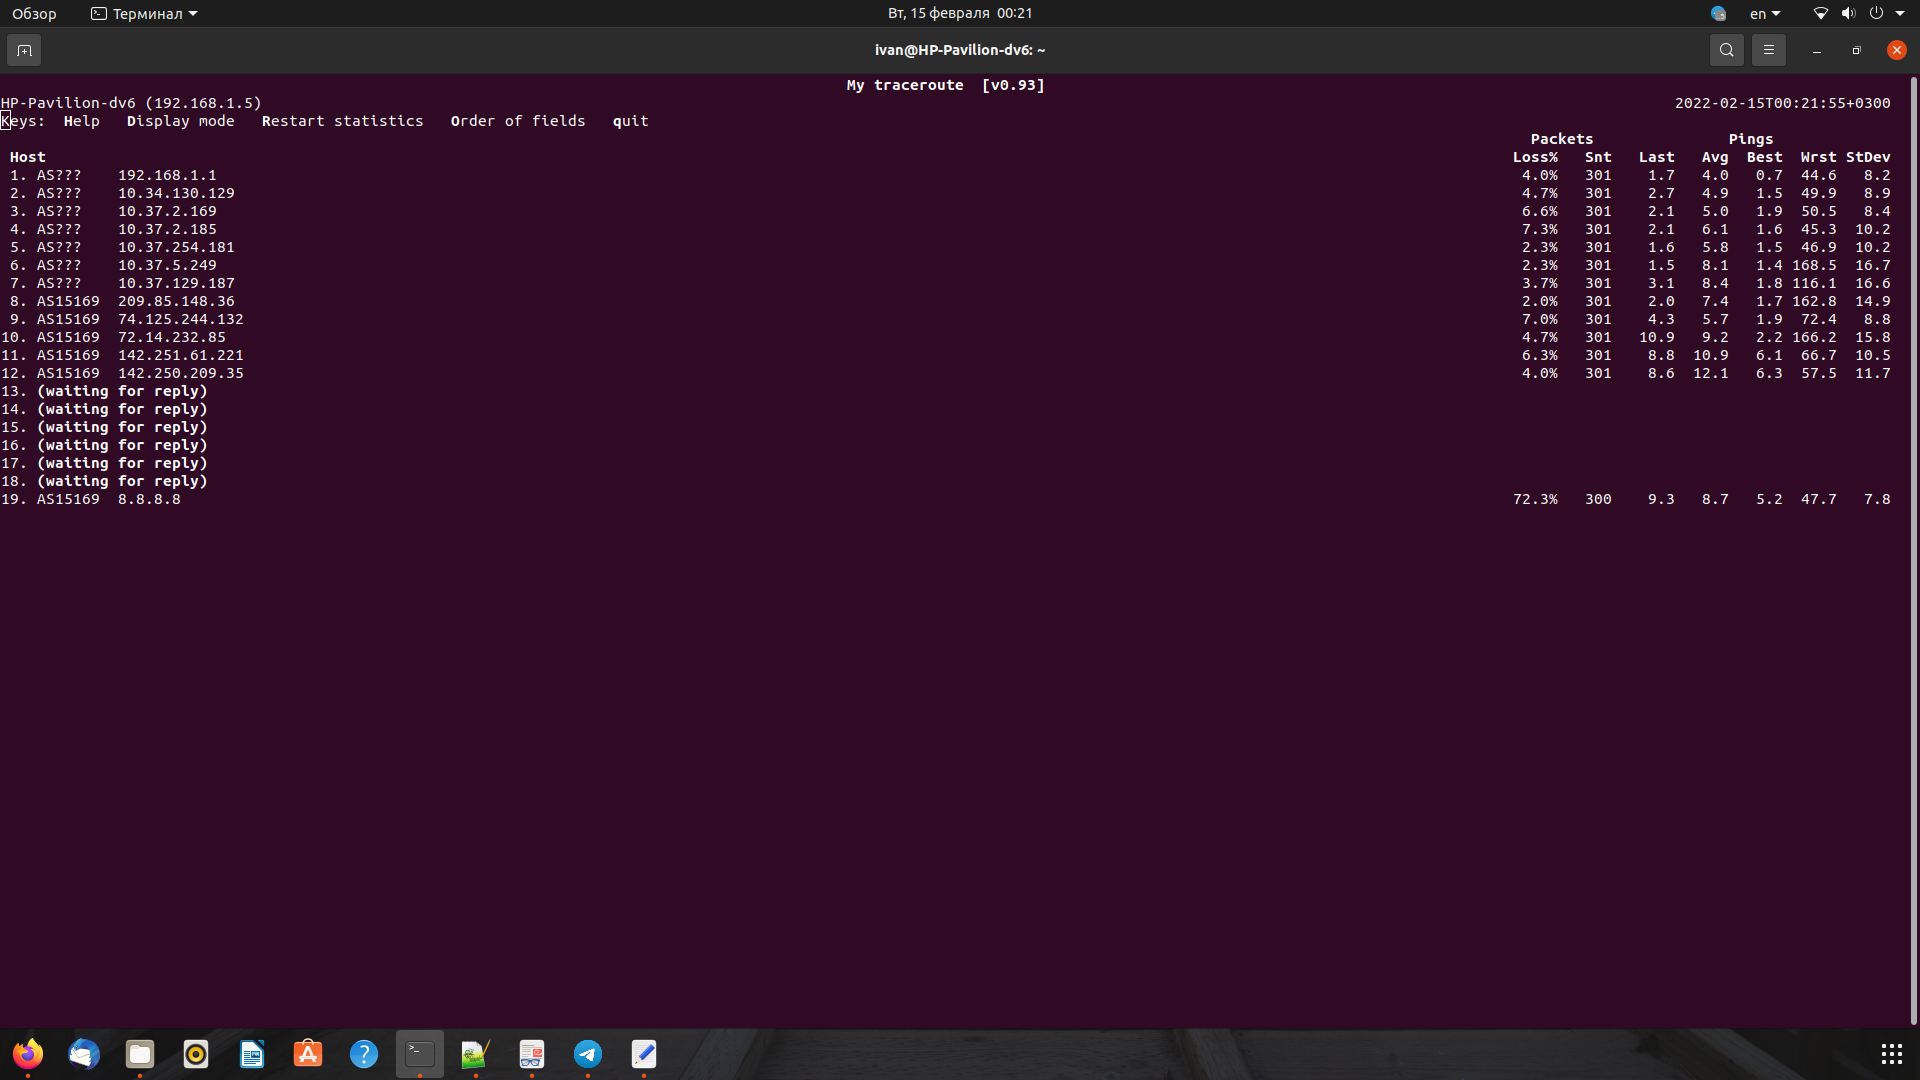 Обзор Терминал Вт, 15 февраля 00:21 en
ivan@HP-Pavilion-dv6: ~
My traceroute [v0.93]
HP-Pavilion-dv6 (192.168.1.5) 2022-02-15T00:21:55+0300
Keys: Help Display mode Restart statistics Order of fields quit
Packets Pings
Host Loss% Snt Last Avg Best Wrst StDev
1. AS??? 192.168.1.1 4.0% 301 1.7 4.0 0.7 44.6 8.2
2. AS??? 10.34.130.129 4.7% 301 2.7 4.9 1.5 49.9 8.9
3. AS??? 10.37.2.169 6.6% 301 2.1 5.0 1.9 50.5 8.4
4. AS??? 10.37.2.185 7.3% 301 2.1 6.1 1.6 45.3 10.2
5. AS??? 10.37.254.181 2.3% 301 1.6 5.8 1.5 46.9 10.2
6. AS??? 10.37.5.249 2.3% 301 1.5 8.1 1.4 168.5 16.7
7. AS??? 10.37.129.187 3.7% 301 3.1 8.4 1.8 116.1 16.6
8. AS15169 209.85.148.36 2.0% 301 2.0 7.4 1.7 162.8 14.9
9. AS15169 74.125.244.132 7.0% 301 4.3 5.7 1.9 72.4 8.8
10. AS15169 72.14.232.85 4.7% 301 10.9 9.2 2.2 166.2 15.8
11. AS15169 142.251.61.221 6.3% 301 8.8 10.9 6.1 66.7 10.5
12. AS15169 142.250.209.35 4.0% 301 8.6 12.1 6.3 57.5 11.7
13. (waiting for reply)
14. (waiting for reply)
15. (waiting for reply)
16. (waiting for reply)
17. (waiting for reply)
18. (waiting for reply)
19. AS15169 8.8.8.8 72.3% 300 9.3 8.7 5.2 47.7 7.8